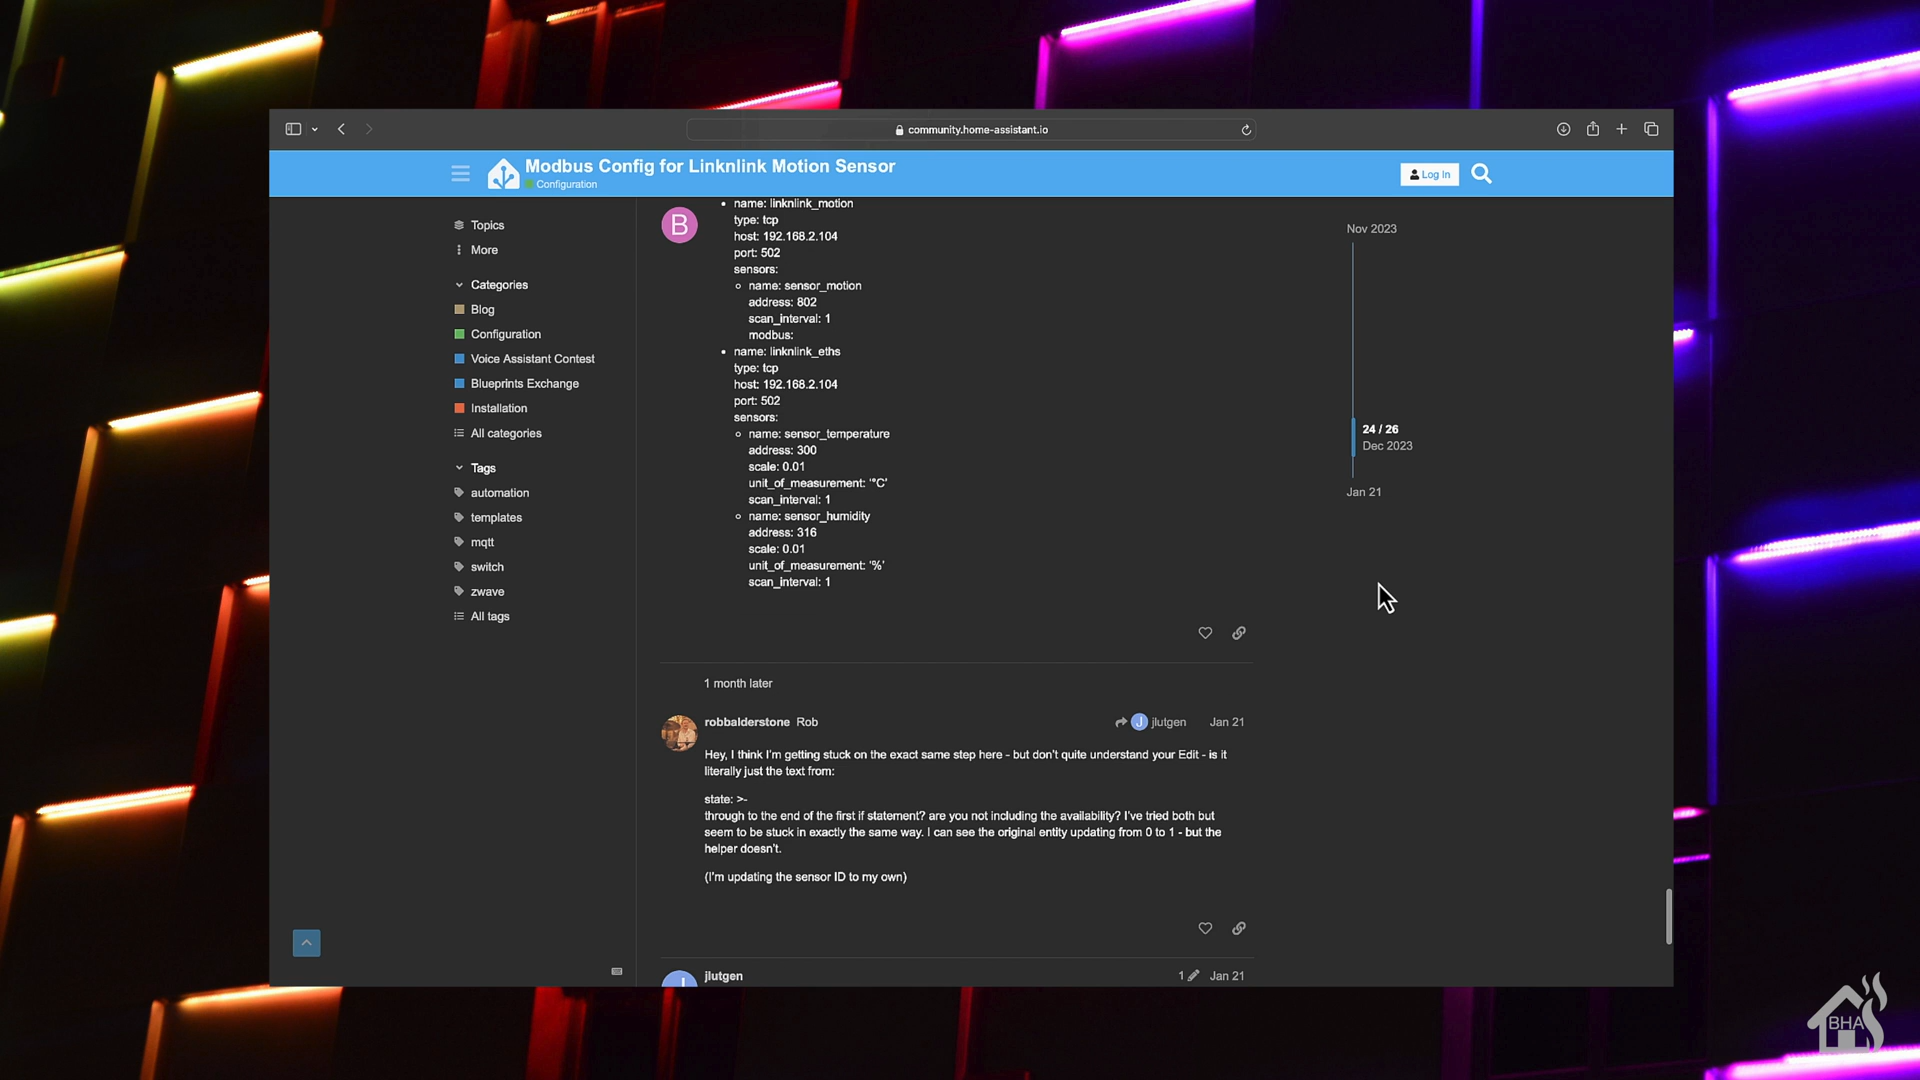 community.home-assistant.io
Modbus Config for Linknlink Motion Sensor
Configuration
Log In
Topics
More
Categories
Blog
Configuration
Voice Assistant Contest
Blueprints Exchange
Installation
All categories
Tags
automation
templates
mqtt
switch
zwave
All tags
B
• name: linknlink_motion
type: tcp
host: 192.168.2.104
port: 502
sensors:
◦ name: sensor_motion
address: 802
scan_interval: 1
modbus:
• name: linknlink_eths
type: tcp
host: 192.168.2.104
port: 502
sensors:
◦ name: sensor_temperature
address: 300
scale: 0.01
unit_of_measurement: '°C'
scan_interval: 1
◦ name: sensor_humidity
address: 316
scale: 0.01
unit_of_measurement: '%'
scan_interval: 1
Nov 2023
24 / 26
Dec 2023
Jan 21
1 month later
robbalderstone Rob
J jlutgen Jan 21
Hey, I think I'm getting stuck on the exact same step here - but don't quite understand your Edit - is it
literally just the text from:
state: >-
through to the end of the first if statement? are you not including the availability? I've tried both but
seem to be stuck in exactly the same way. I can see the original entity updating from 0 to 1 - but the
helper doesn't.
(I'm updating the sensor ID to my own)
jlutgen
1 Jan 21
BHA